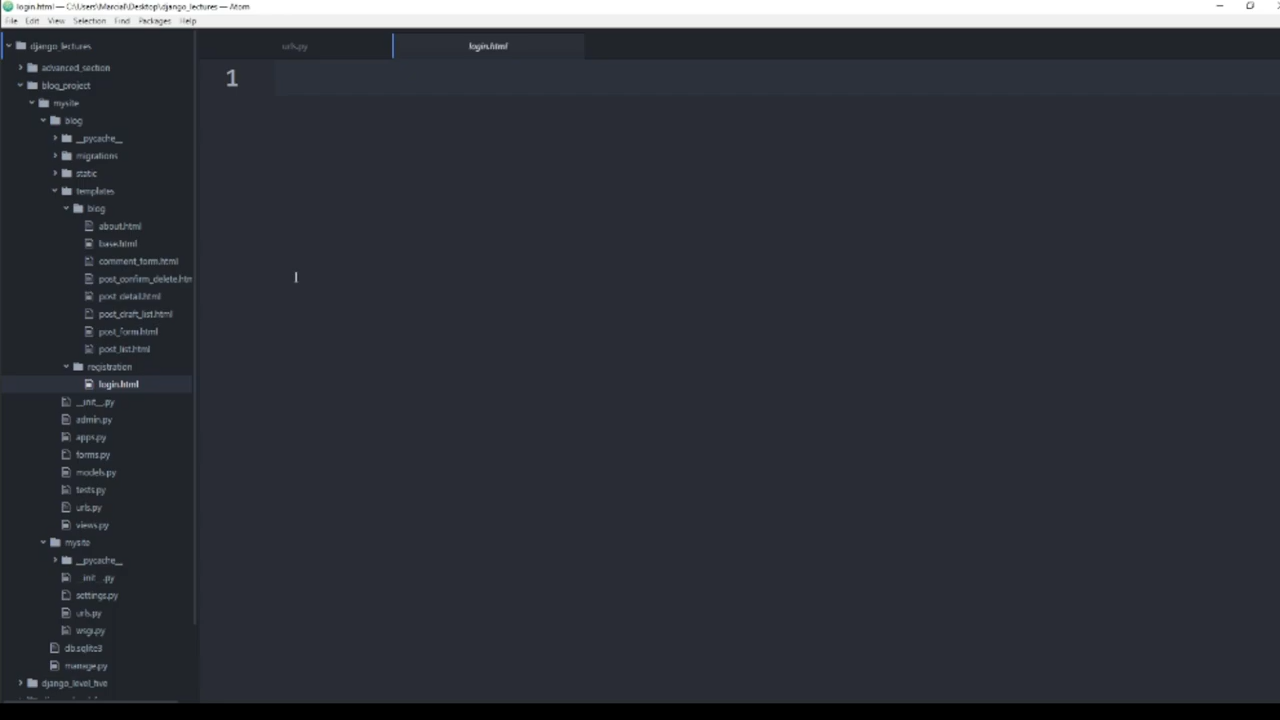 login.html — C:\Users\Marcial\Desktop\django_lectures — Atom
File Edit View Selection Find Packages Help
django_lectures
urls.py
login.html
advanced_section
1
blog_project
mysite
blog
__pycache__
migrations
static
templates
blog
about.html
base.html
comment_form.html
post_confirm_delete.htm
post_detail.html
post_draft_list.html
post_form.html
post_list.html
registration
login.html
__init__.py
admin.py
apps.py
forms.py
models.py
tests.py
urls.py
views.py
mysite
__pycache__
__init__.py
settings.py
urls.py
wsgi.py
db.sqlite3
manage.py
django_level_five